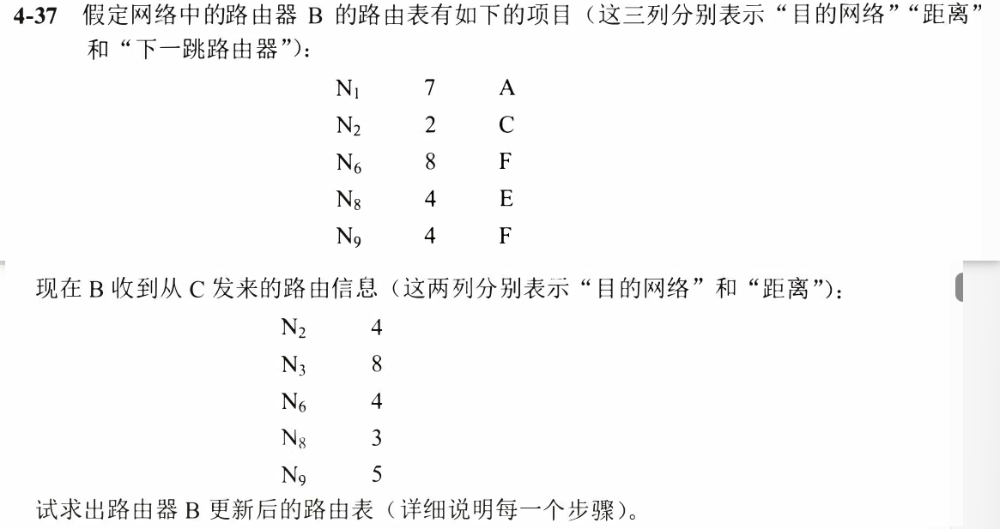 4-37 假定网络中的路由器 B 的路由表有如下的项目（这三列分别表示“目的网络”“距离”
和“下一跳路由器”）：
N₁ 7 A
N₂ 2 C
N₆ 8 F
N₈ 4 E
N₉ 4 F
现在 B 收到从 C 发来的路由信息（这两列分别表示“目的网络”和“距离”）：
N₂ 4
N₃ 8
N₆ 4
N₈ 3
N₉ 5
试求出路由器 B 更新后的路由表（详细说明每一个步骤）。